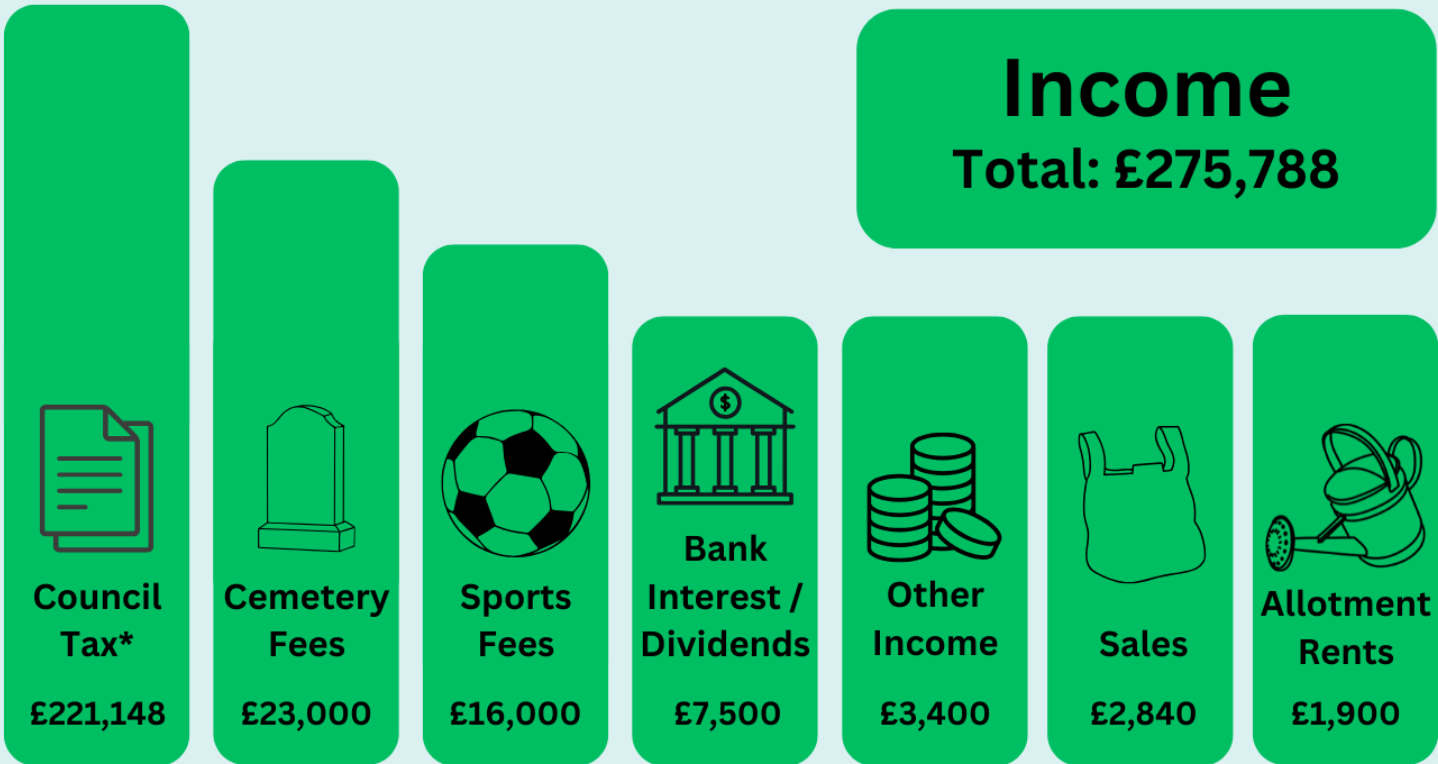 Income
Total: £275,788
$
Council
Tax*
£221,148
Cemetery
Fees
£23,000
Sports
Fees
£16,000
Bank
Interest /
Dividends
£7,500
Other
Income
£3,400
Sales
£2,840
Allotment
Rents
£1,900